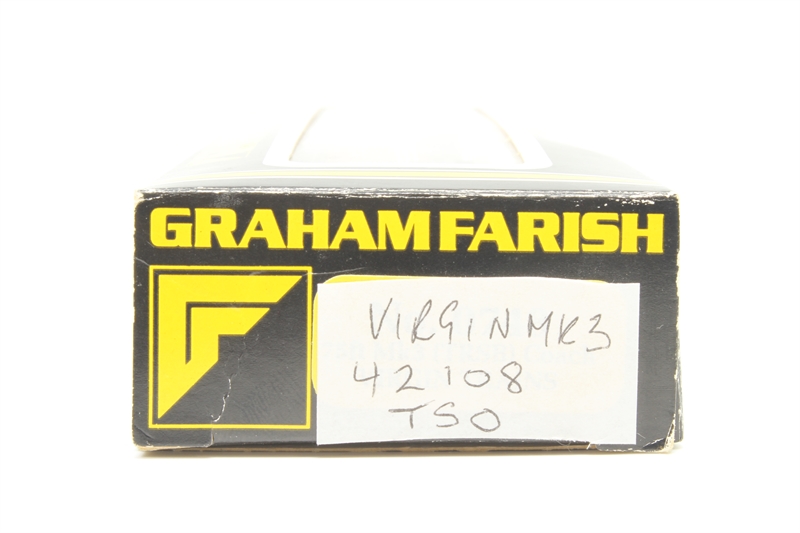 GRAHAM FARISH
VIRGIN MK3
42108
TSO